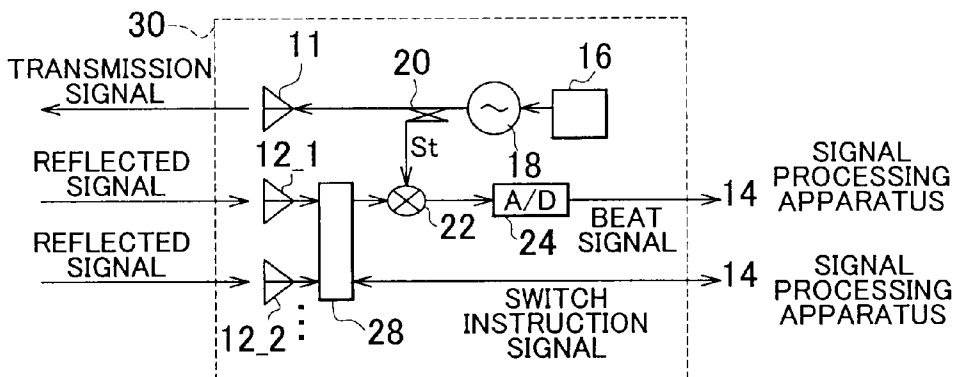 30
11
20
16
TRANSMISSION
SIGNAL
St
18
REFLECTED
SIGNAL
12_1
22
A/D
24
BEAT
SIGNAL
14
SIGNAL
PROCESSING
APPARATUS
REFLECTED
SIGNAL
12_2
28
SWITCH
INSTRUCTION
SIGNAL
14
SIGNAL
PROCESSING
APPARATUS